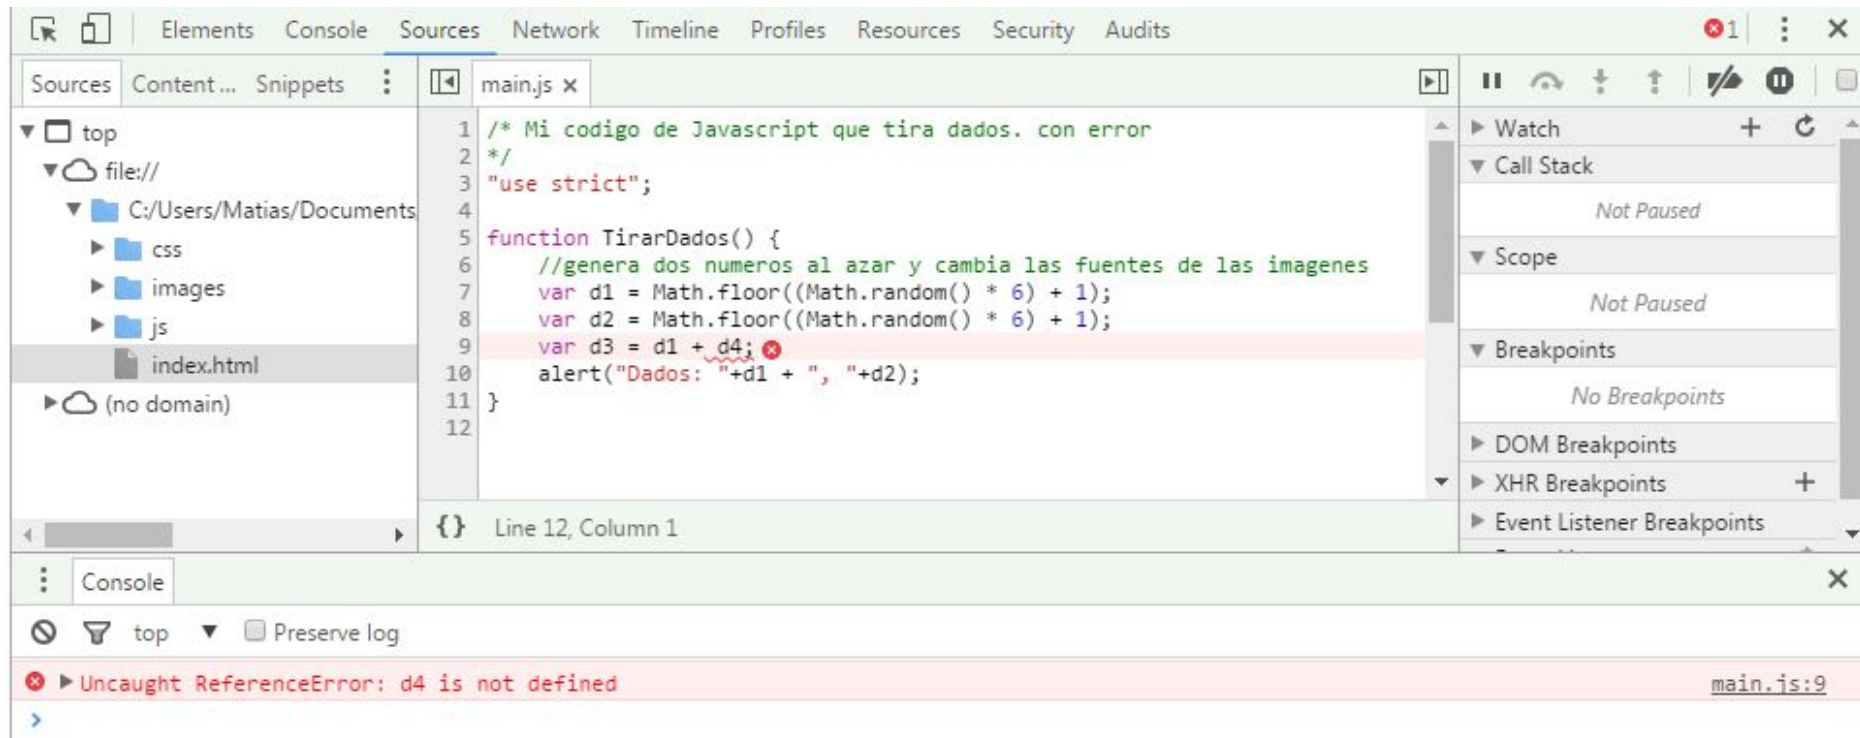 Elements Console Sources Network Timeline Profiles Resources Security Audits 1
Sources Content ... Snippets
main.js x
top
file://
C:/Users/Matias/Documents
css
images
js
index.html
(no domain)
1 /* Mi codigo de Javascript que tira dados. con error
2 */
3 "use strict";
4
5 function TirarDados() {
6 //genera dos numeros al azar y cambia las fuentes de las imagenes
7 var d1 = Math.floor((Math.random() * 6) + 1);
8 var d2 = Math.floor((Math.random() * 6) + 1);
9 var d3 = d1 + d4;
10 alert("Dados: "+d1 + ", "+d2);
11 }
12
{} Line 12, Column 1
Watch
Call Stack
Not Paused
Scope
Not Paused
Breakpoints
No Breakpoints
DOM Breakpoints
XHR Breakpoints
Event Listener Breakpoints
Console
top Preserve log
Uncaught ReferenceError: d4 is not defined main.js:9